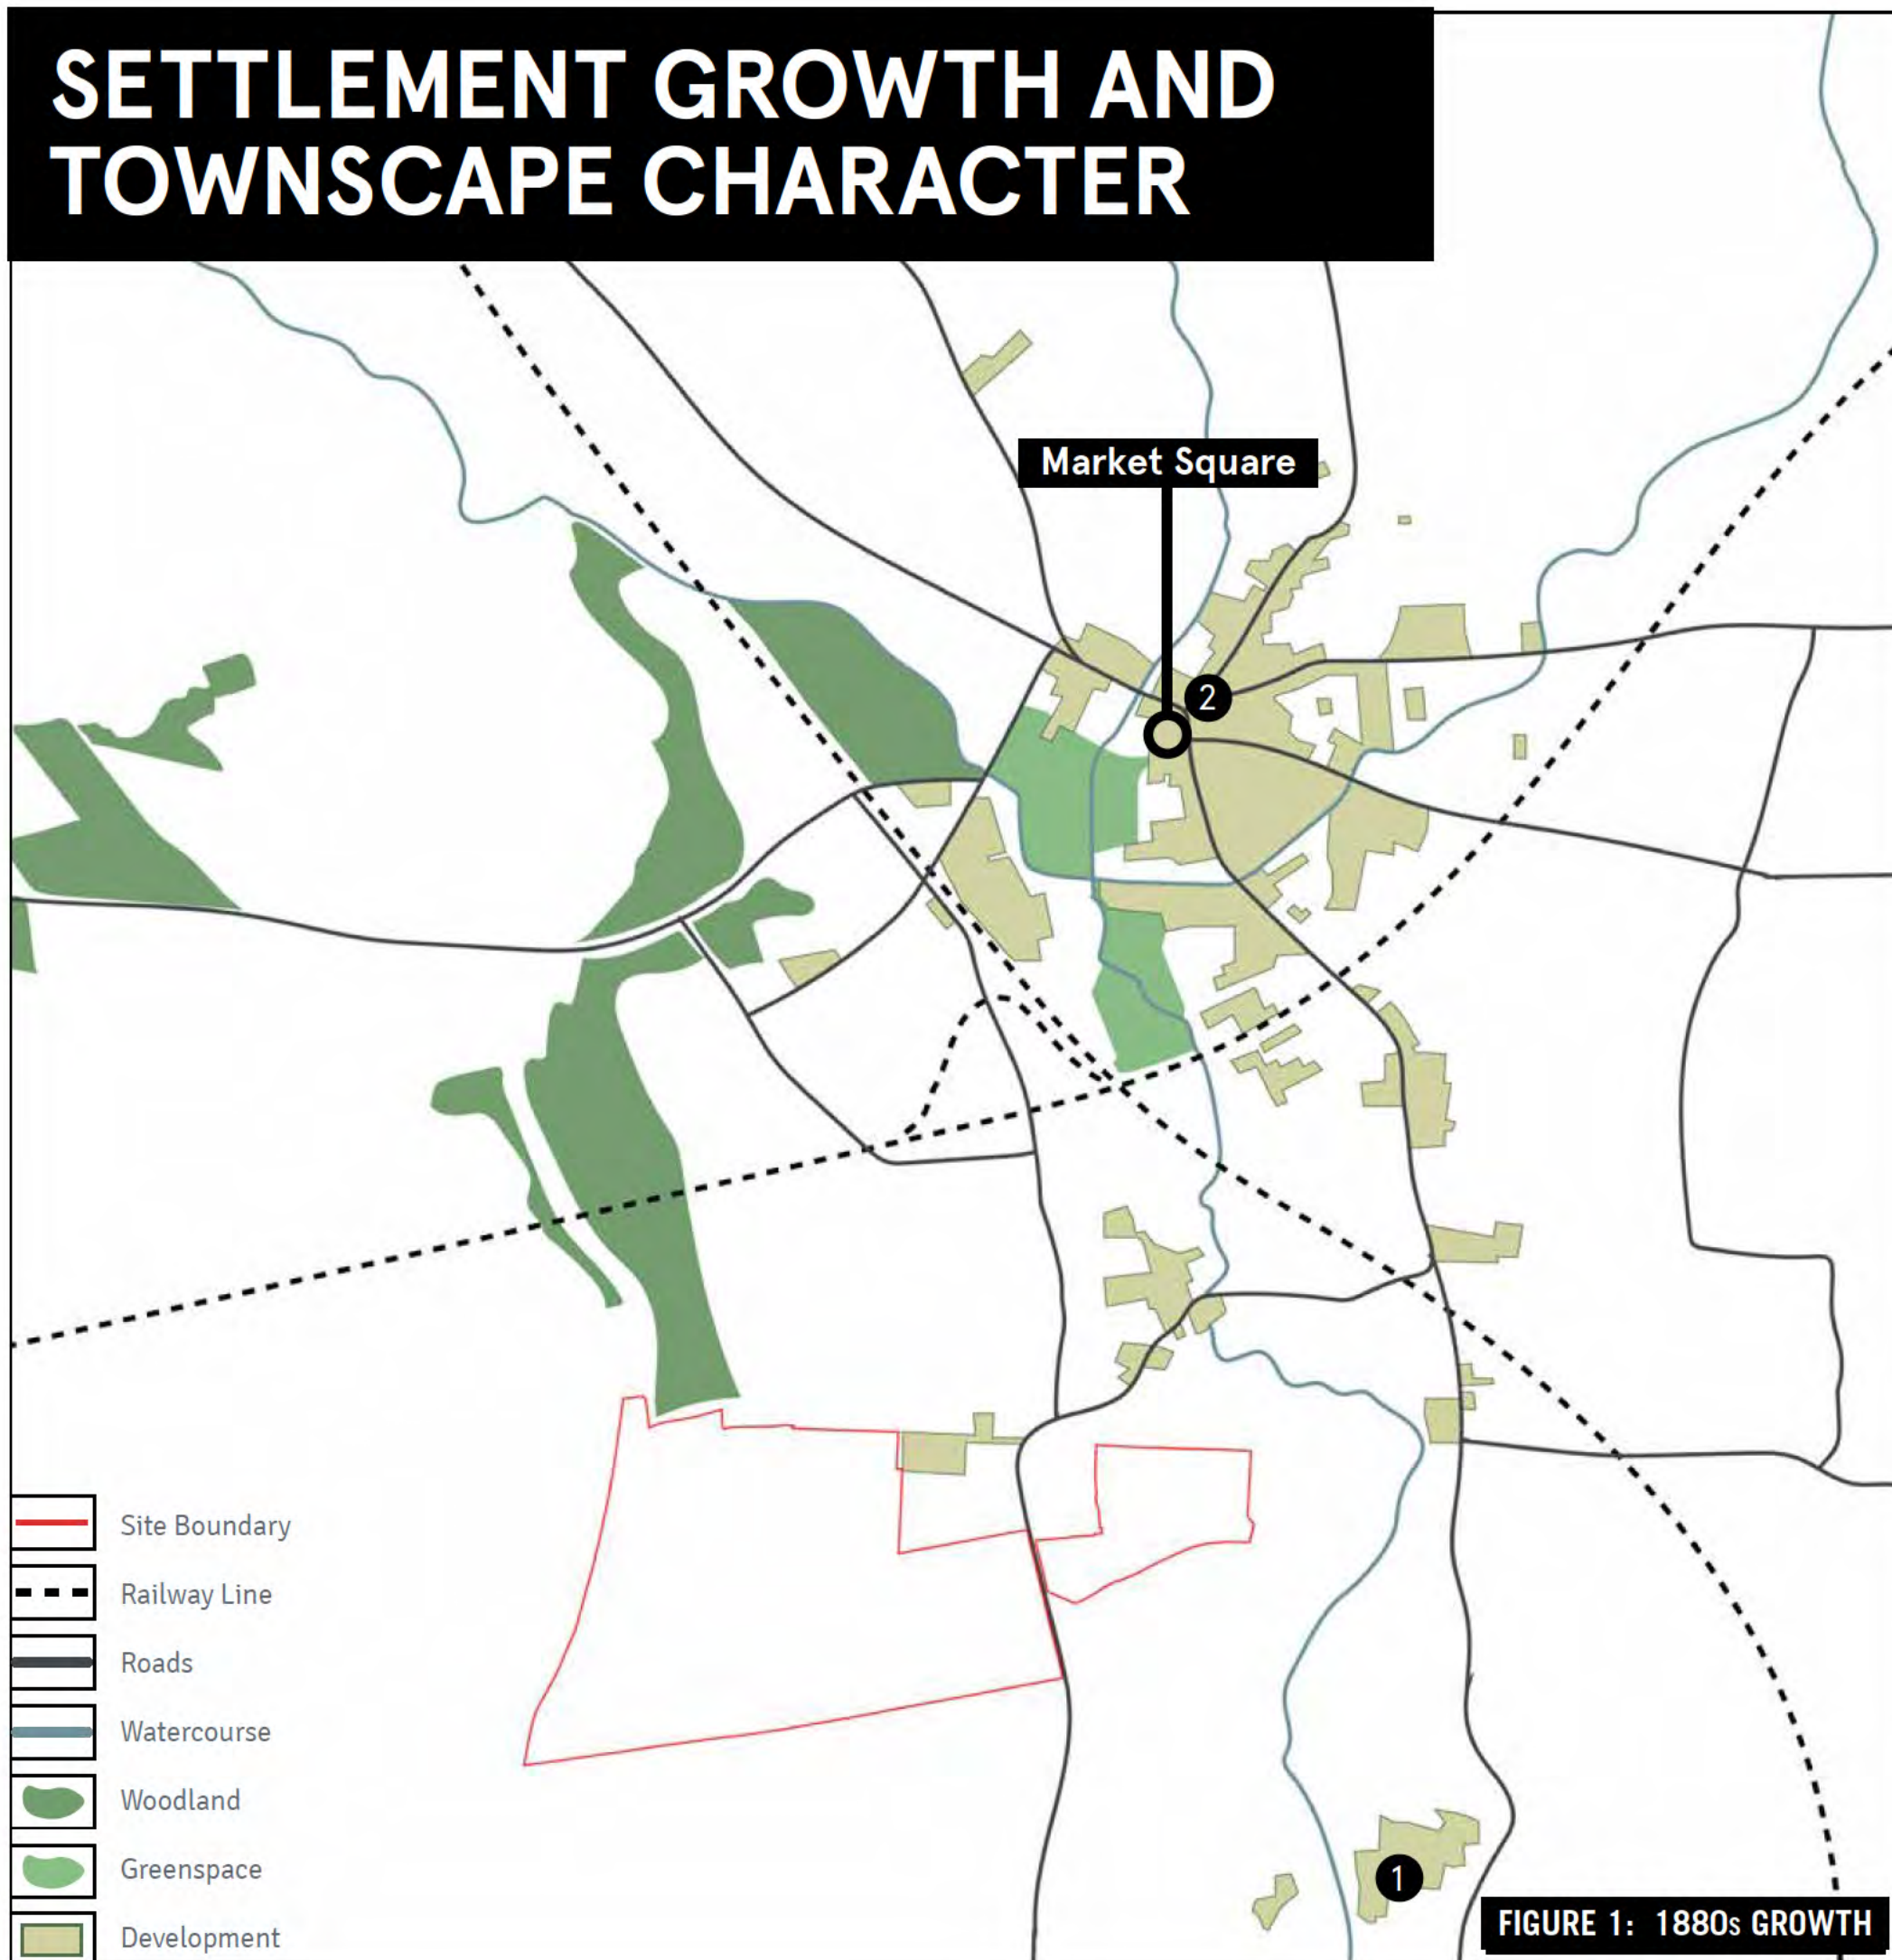 SETTLEMENT GROWTH AND
TOWNSCAPE CHARACTER
Market Square
2
Site Boundary
Railway Line
Roads
Watercourse
Woodland
Greenspace
Development
1
FIGURE 1: 1880s GROWTH